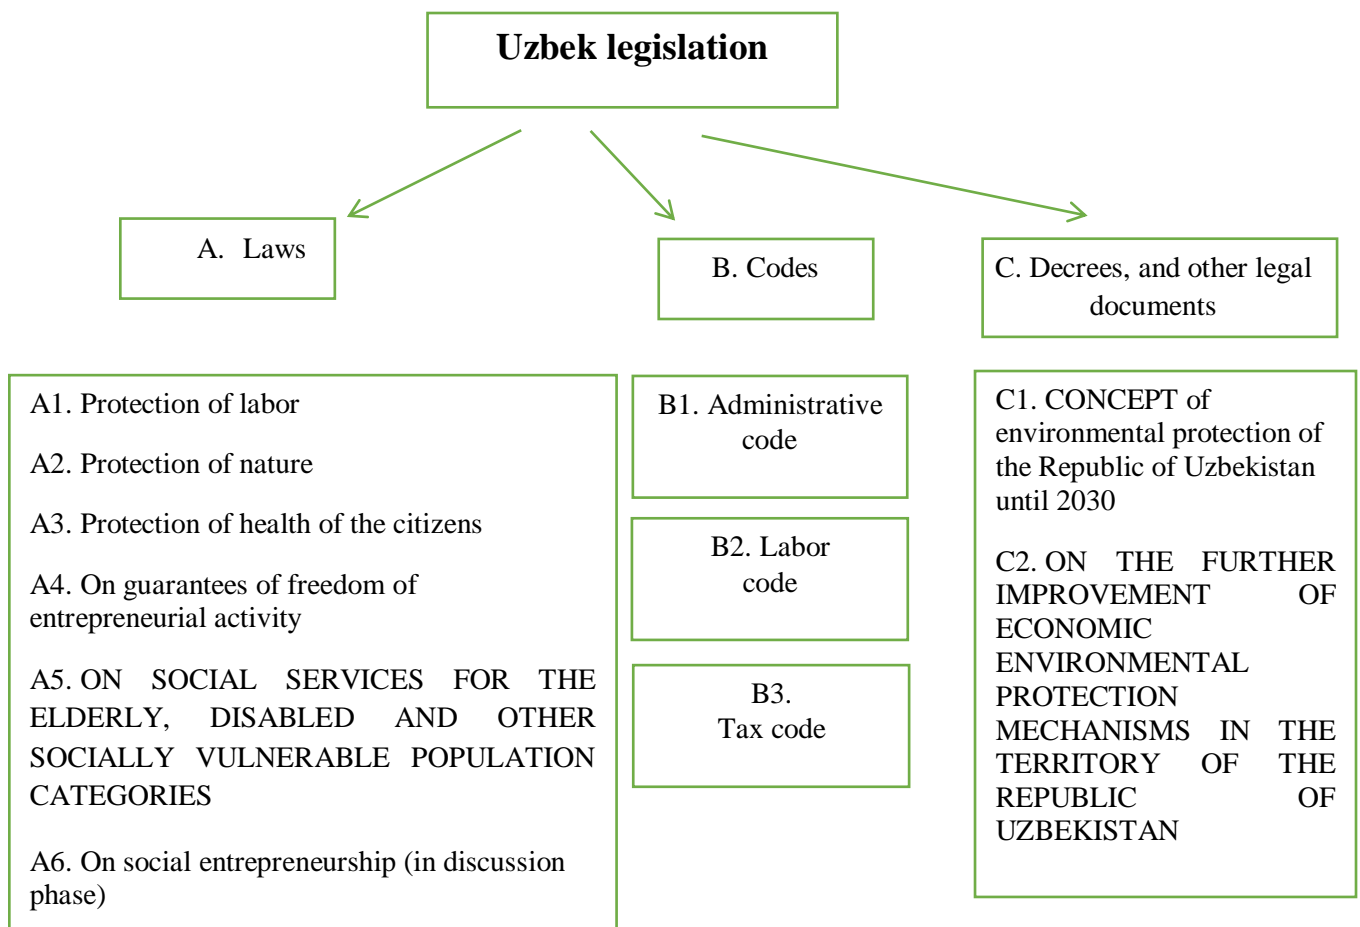 Uzbek legislation
A. Laws
B. Codes
C. Decrees, and other legal
documents
A1. Protection of labor
A2. Protection of nature
A3. Protection of health of the citizens
A4. On guarantees of freedom of
entrepreneurial activity
A5. ON SOCIAL SERVICES FOR THE
ELDERLY, DISABLED AND OTHER
SOCIALLY VULNERABLE POPULATION
CATEGORIES
A6. On social entrepreneurship (in discussion
phase)
B1. Administrative
code
B2. Labor
code
B3.
Tax code
C1. CONCEPT of
environmental protection of
the Republic of Uzbekistan
until 2030
C2. ON THE FURTHER
IMPROVEMENT OF
ECONOMIC
ENVIRONMENTAL
PROTECTION
MECHANISMS IN THE
TERRITORY OF THE
REPUBLIC OF
UZBEKISTAN